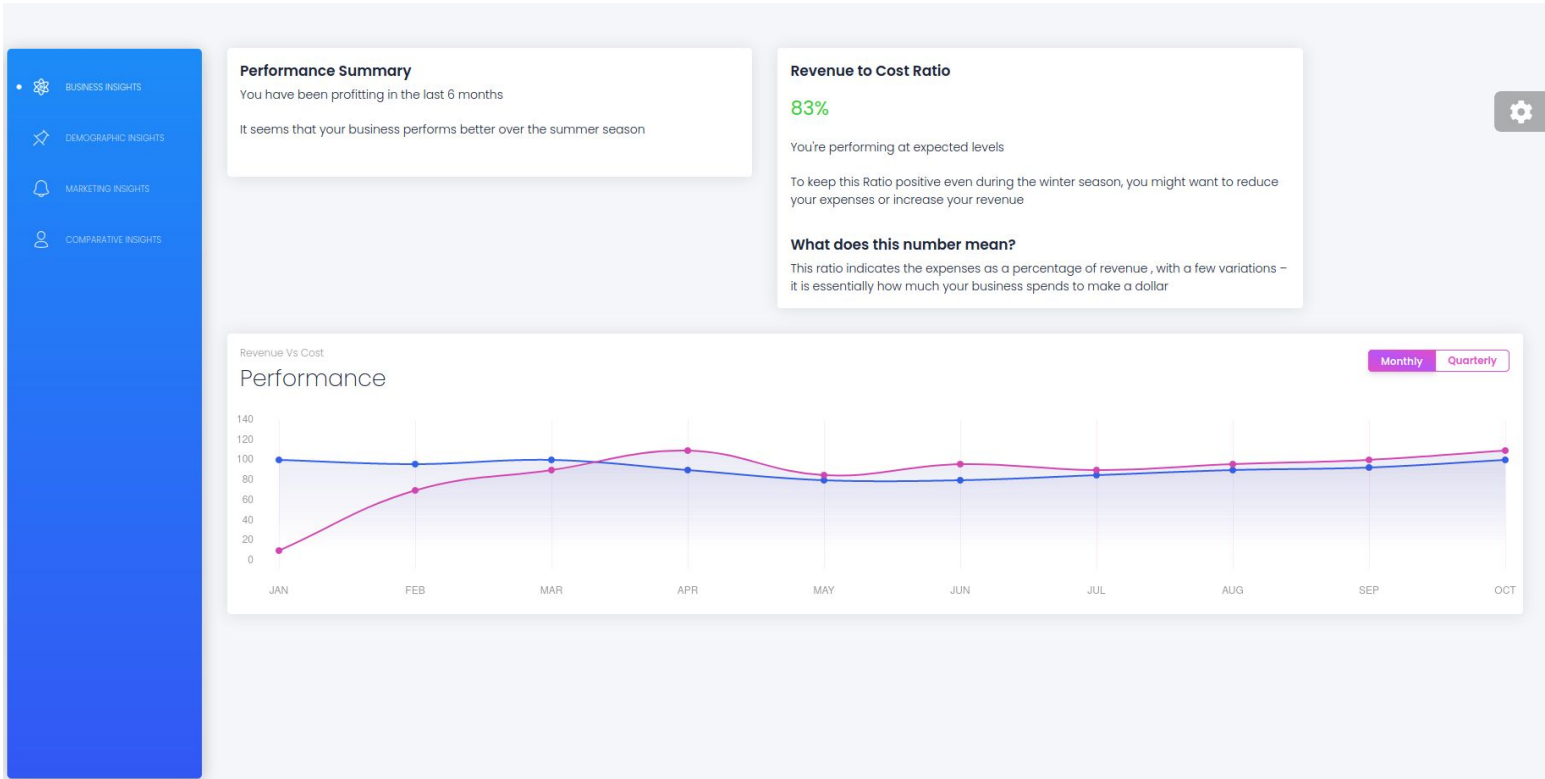 BUSINESS INSIGHTS
DEMOGRAPHIC INSIGHTS
MARKETING INSIGHTS
COMPARATIVE INSIGHTS
Performance Summary
You have been profitting in the last 6 months
It seems that your business performs better over the summer season
Revenue to Cost Ratio
83%
You're performing at expected levels
To keep this Ratio positive even during the winter season, you might want to reduce
your expenses or increase your revenue
What does this number mean?
This ratio indicates the expenses as a percentage of revenue , with a few variations –
it is essentially how much your business spends to make a dollar
Revenue Vs Cost
Performance
Monthly Quarterly
140
120
100
80
60
40
20
0
JAN FEB MAR APR MAY JUN JUL AUG SEP OCT